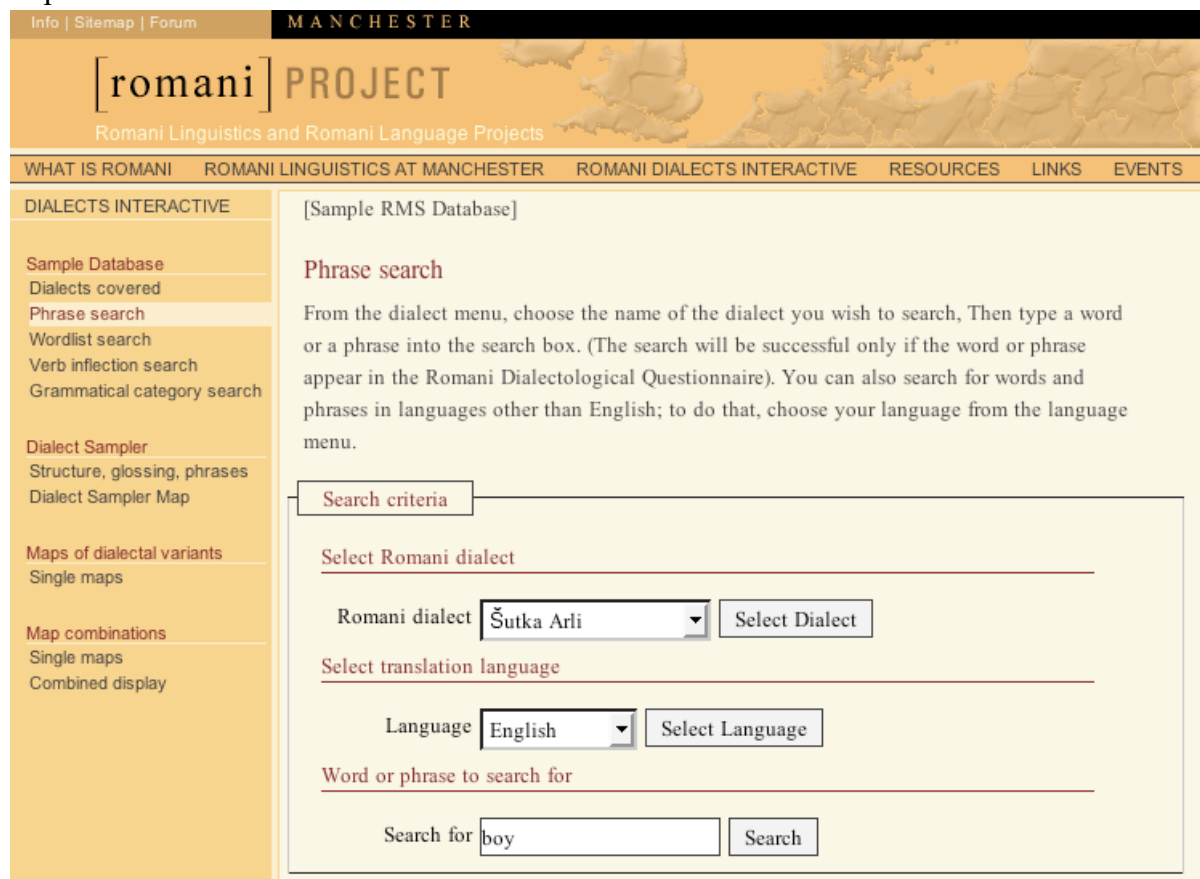 Info | Sitemap | Forum
MANCHESTER
[romani] PROJECT
Romani Linguistics and Romani Language Projects
WHAT IS ROMANI ROMANI LINGUISTICS AT MANCHESTER ROMANI DIALECTS INTERACTIVE RESOURCES LINKS EVENTS
DIALECTS INTERACTIVE
Sample Database
Dialects covered
Phrase search
Wordlist search
Verb inflection search
Grammatical category search
Dialect Sampler
Structure, glossing, phrases
Dialect Sampler Map
Maps of dialectal variants
Single maps
Map combinations
Single maps
Combined display
[Sample RMS Database]
Phrase search
From the dialect menu, choose the name of the dialect you wish to search, Then type a word
or a phrase into the search box. (The search will be successful only if the word or phrase
appear in the Romani Dialectological Questionnaire). You can also search for words and
phrases in languages other than English; to do that, choose your language from the language
menu.
Search criteria
Select Romani dialect
Romani dialect Šutka Arli Select Dialect
Select translation language
Language English Select Language
Word or phrase to search for
Search for boy Search